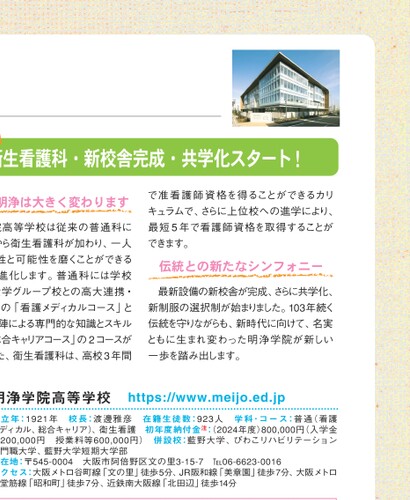 衛生看護科・新校舎完成・共学化スタート！
明浄は大きく変わります
院高等学校は従来の普通科に
から衛生看護科が加わり、一人
性と可能性を磨くことができる
進化します。普通科には学校
学グループ校との高大連携・
の「看護メディカルコース」と
陣による専門的な知識とスキル
合キャリアコース」の２コースが
た、衛生看護科は、高校３年間
で准看護師資格を得ることができるカリ
キュラムで、さらに上位校への進学により、
最短５年で看護師資格を取得することが
できます。
伝統との新たなシンフォニー
最新設備の新校舎が完成、さらに共学化、
新制服の選択制が始まりました。103年続く
伝統を守りながらも、新時代に向けて、名実
ともに生まれ変わった明浄学院が新しい
一歩を踏み出します。
明浄学院高等学校 https://www.meijo.ed.jp
立年：1921年 校長：渡邊雅彦 在籍生徒数：923人 学科・コース：普通（看護
ディカル、総合キャリア）、衛生看護 初年度納付金注：（2024年度）800,000円（入学金
200,000円 授業料等600,000円） 併設校：藍野大学、びわこリハビリテーション
門職大学、藍野大学短期大学部
在地：〒545-0004 大阪市阿倍野区文の里3-15-7 ℡06-6623-0016
クセス：大阪メトロ谷町線「文の里」徒歩5分、JR阪和線「美章園」徒歩7分、大阪メトロ
堂筋線「昭和町」徒歩7分、近鉄南大阪線「北田辺」徒歩14分